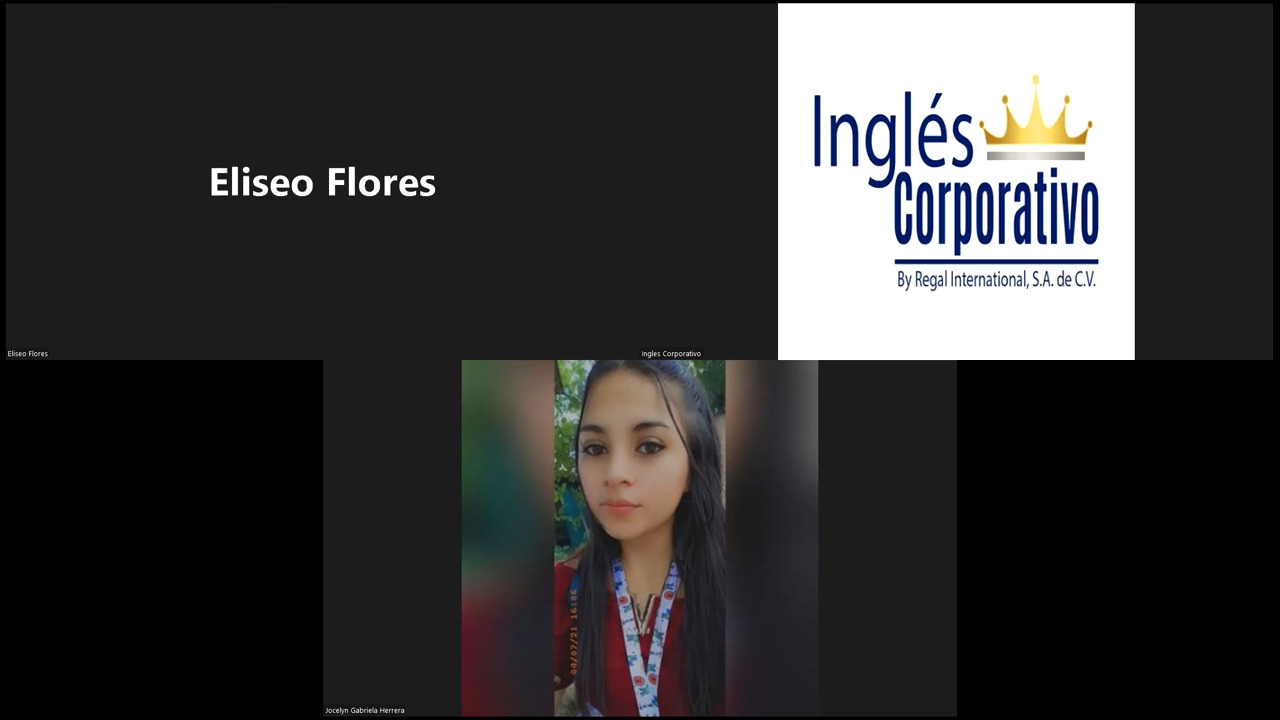 Eliseo Flores
Inglés
Corporativo
By Regal International, S.A. de C.V.
Eliseo Flores
Ingles Corporativo
04/07/21 16:06
Jocelyn Gabriela Herrera